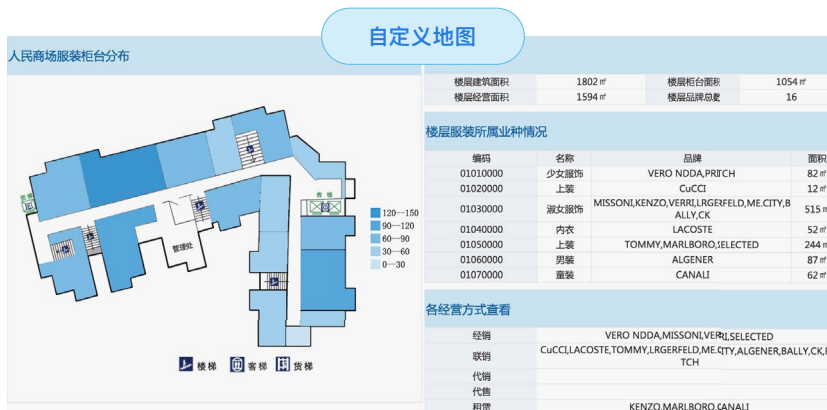 自定义地图
人民商场服装柜台分布
货梯
客梯
管理处
120—150
90—120
60—90
30—60
0—30
楼梯 客梯 货梯
楼层建筑面积 1802㎡ 楼层柜台面积 1054㎡
楼层经营面积 1594㎡ 楼层品牌总数 16
楼层服装所属业种情况
编码 名称 品牌 面积
01010000 少女服饰 VERO NDDA,PRITCH 82㎡
01020000 上装 CuCCI 12㎡
01030000 淑女服饰 MISSONI,KENZO,VERRI,LRGERFELD,ME.CITY,B
ALLY,CK 515㎡
01040000 内衣 LACOSTE 52㎡
01050000 上装 TOMMY,MARLBORO,SELECTED 244㎡
01060000 男装 ALGENER 87㎡
01070000 童装 CANALI 62㎡
各经营方式查看
经销 VERO NDDA,MISSONI,VERRI,SELECTED
联销 CuCCI,LACOSTE,TOMMY,LRGERFELD,ME.CITY,ALGENER,BALLY,CK,
TCH
代销
代售
租赁 KENZO,MARLBORO,CANALI